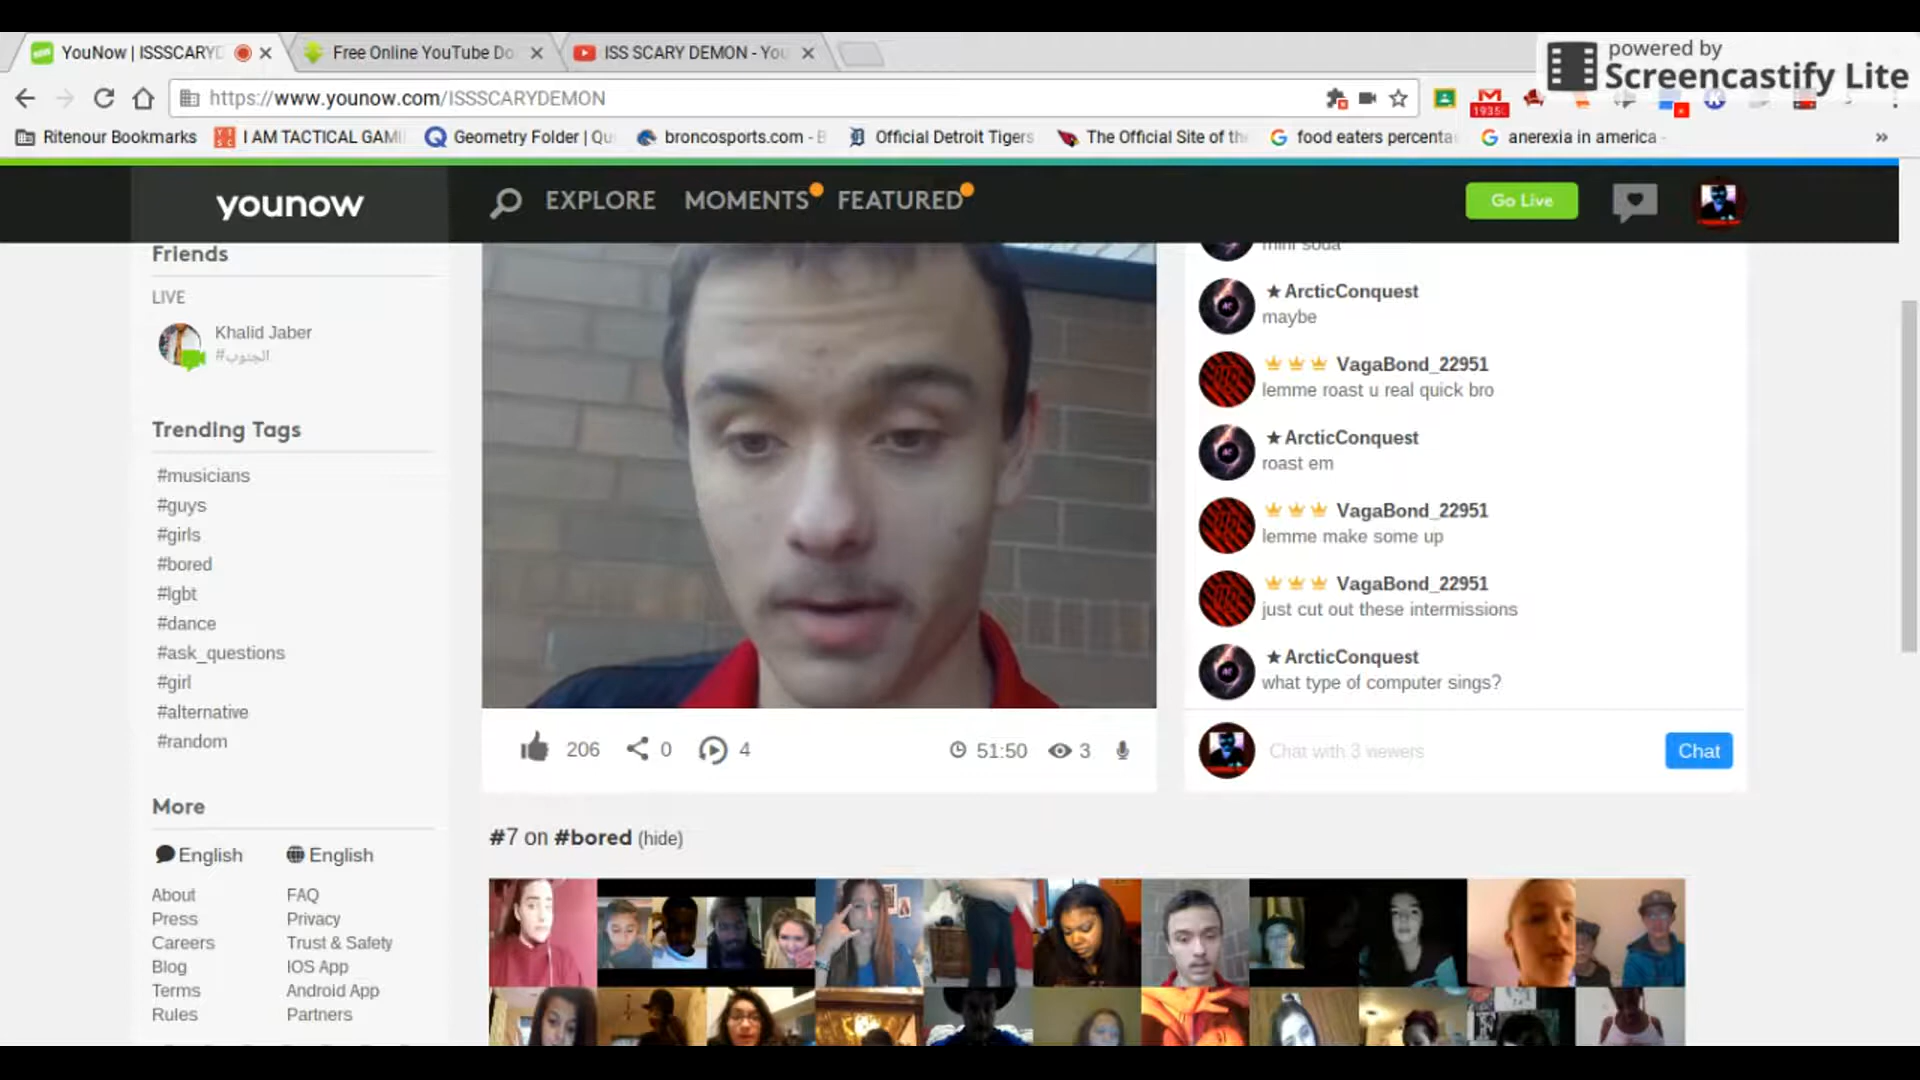 YouNow | ISSSCARYD
Free Online YouTube Do
ISS SCARY DEMON - You
powered by
Screencastify Lite
https://www.younow.com/ISSSCARYDEMON
Ritenour Bookmarks
I AM TACTICAL GAMI
Geometry Folder | Qu
broncosports.com - B
Official Detroit Tigers
The Official Site of th
food eaters percenta
anerexia in america -
»
younow
EXPLORE
MOMENTS
FEATURED
Go Live
Friends
LIVE
Khalid Jaber
#الجنوب
Trending Tags
#musicians
#guys
#girls
#bored
#lgbt
#dance
#ask_questions
#girl
#alternative
#random
More
English
English
About
FAQ
Press
Privacy
Careers
Trust & Safety
Blog
IOS App
Terms
Android App
Rules
Partners
206
0
4
51:50
3
#7 on #bored (hide)
mini soda
★ ArcticConquest
maybe
VagaBond_22951
lemme roast u real quick bro
★ ArcticConquest
roast em
VagaBond_22951
lemme make some up
VagaBond_22951
just cut out these intermissions
★ ArcticConquest
what type of computer sings?
Chat with 3 viewers
Chat